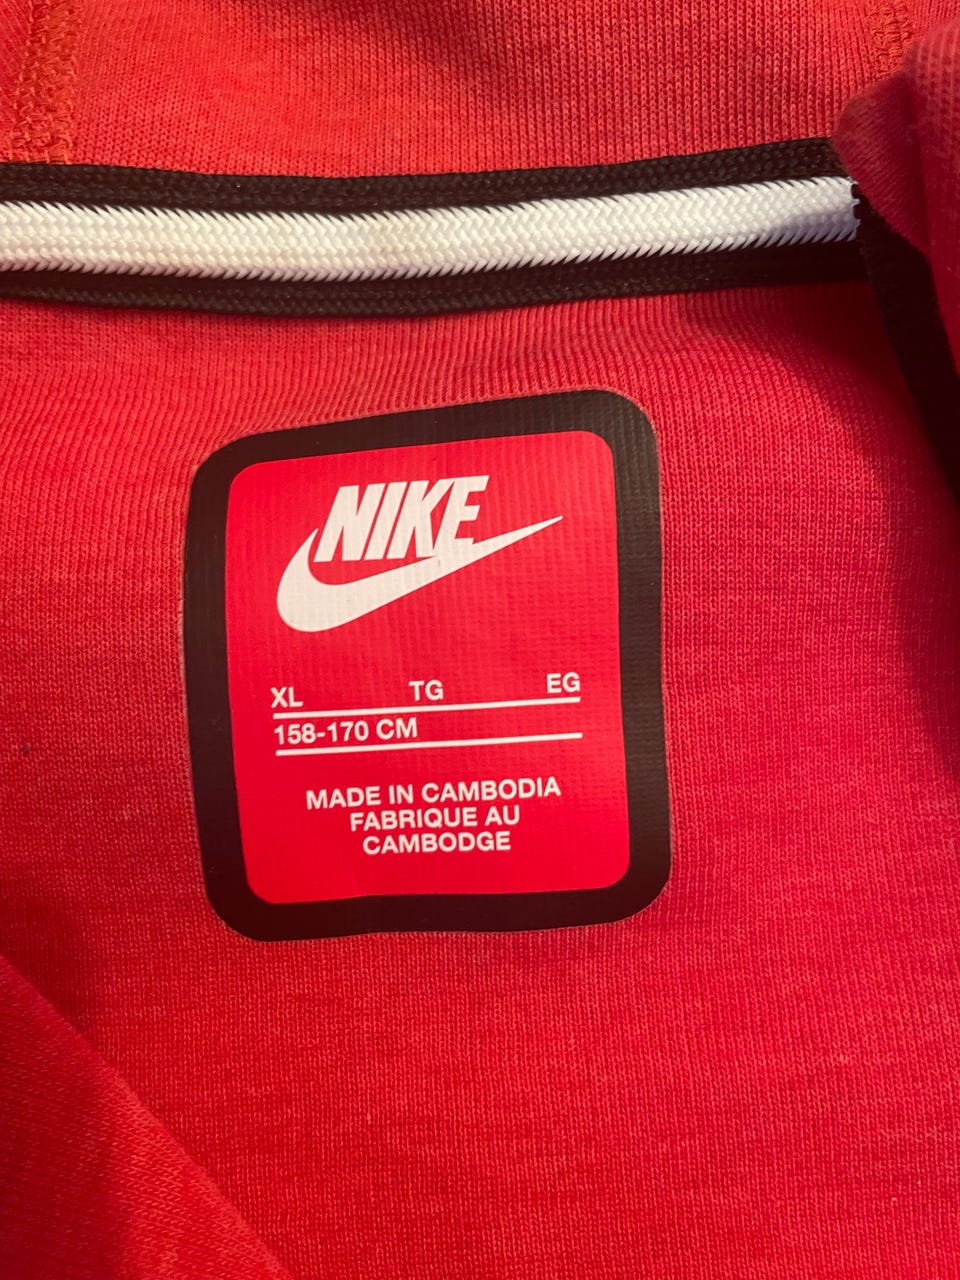 NIKE
XL TG EG
158-170 CM
MADE IN CAMBODIA
FABRIQUE AU
CAMBODGE